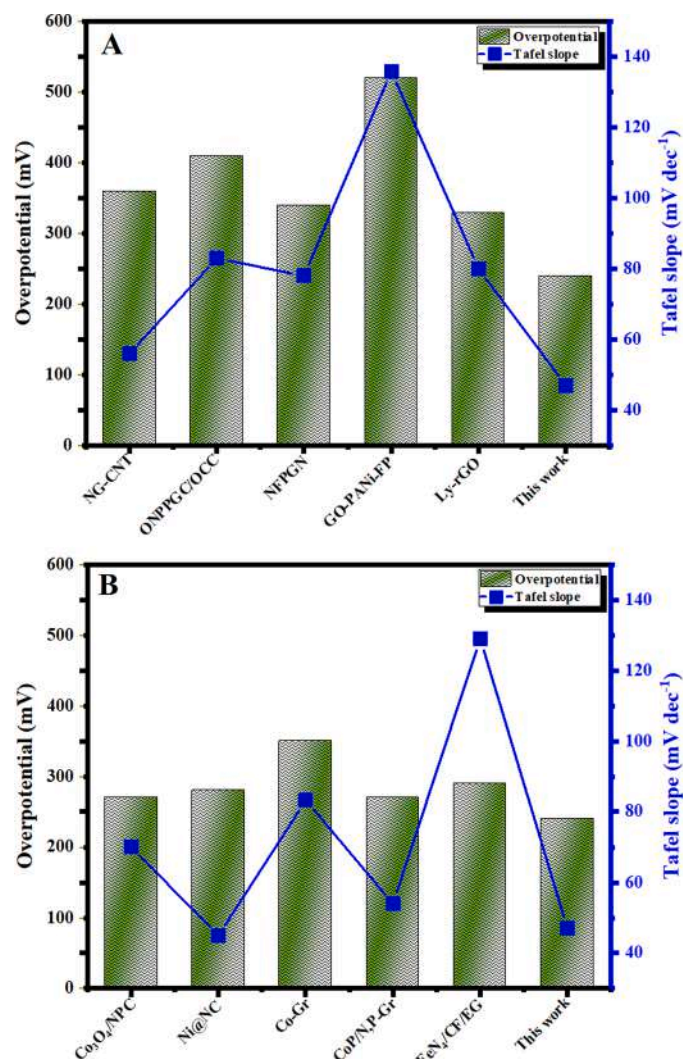 A
Overpotential
Tafel slope
600
500
400
300
200
100
0
Overpotential (mV)
140
120
100
80
60
40
Tafel slope (mV dec⁻¹)
NG-CNT
ONPPGC/OCC
NFPGN
GO-PANi-FP
Ly-rGO
This work
B
Overpotential
Tafel slope
600
500
400
300
200
100
0
Overpotential (mV)
140
120
100
80
60
40
Tafel slope (mV dec⁻¹)
Co₃O₄/NPC
Ni@NC
Co-Gr
CoP/N,P-Gr
FeN₄/CF/EG
This work